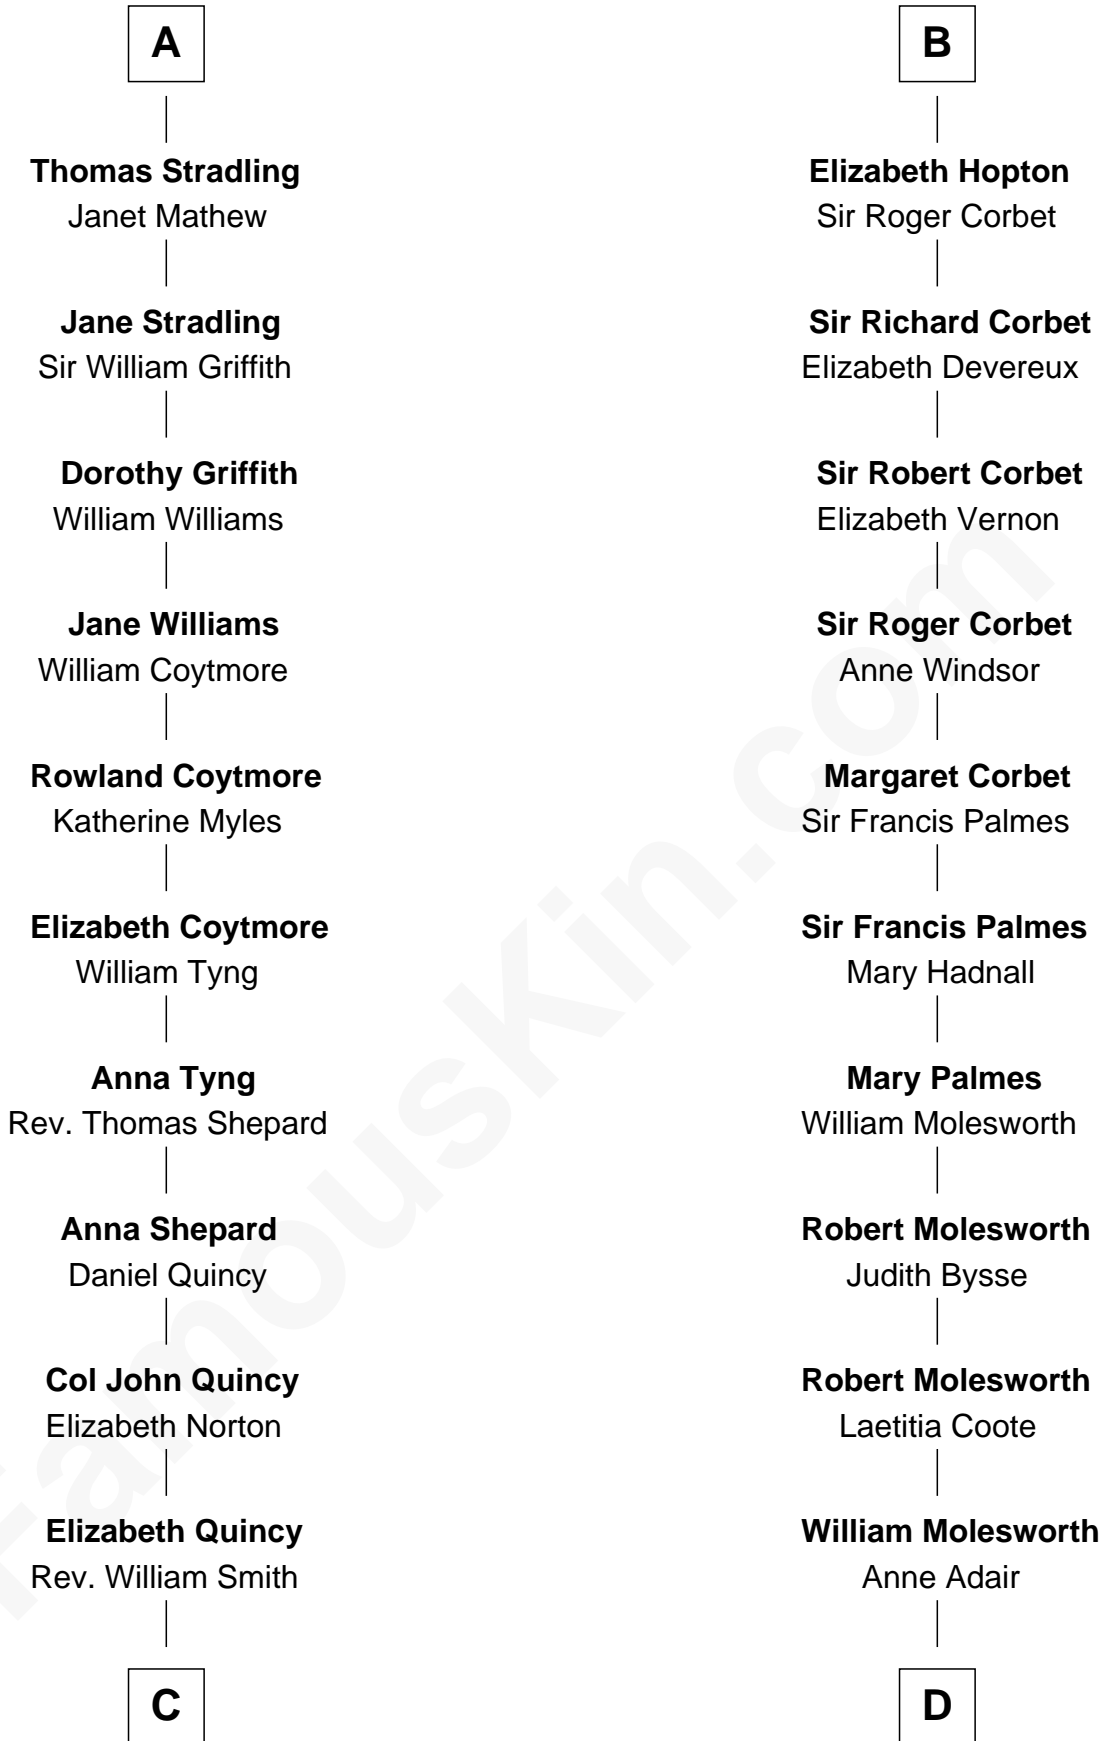 A
Thomas Stradling
Janet Mathew
Jane Stradling
Sir William Griffith
Dorothy Griffith
William Williams
Jane Williams
William Coytmore
Rowland Coytmore
Katherine Myles
Elizabeth Coytmore
William Tyng
Anna Tyng
Rev. Thomas Shepard
Anna Shepard
Daniel Quincy
Col John Quincy
Elizabeth Norton
Elizabeth Quincy
Rev. William Smith
C
B
Elizabeth Hopton
Sir Roger Corbet
Sir Richard Corbet
Elizabeth Devereux
Sir Robert Corbet
Elizabeth Vernon
Sir Roger Corbet
Anne Windsor
Margaret Corbet
Sir Francis Palmes
Sir Francis Palmes
Mary Hadnall
Mary Palmes
William Molesworth
Robert Molesworth
Judith Bysse
Robert Molesworth
Laetitia Coote
William Molesworth
Anne Adair
D
FamousKin.com